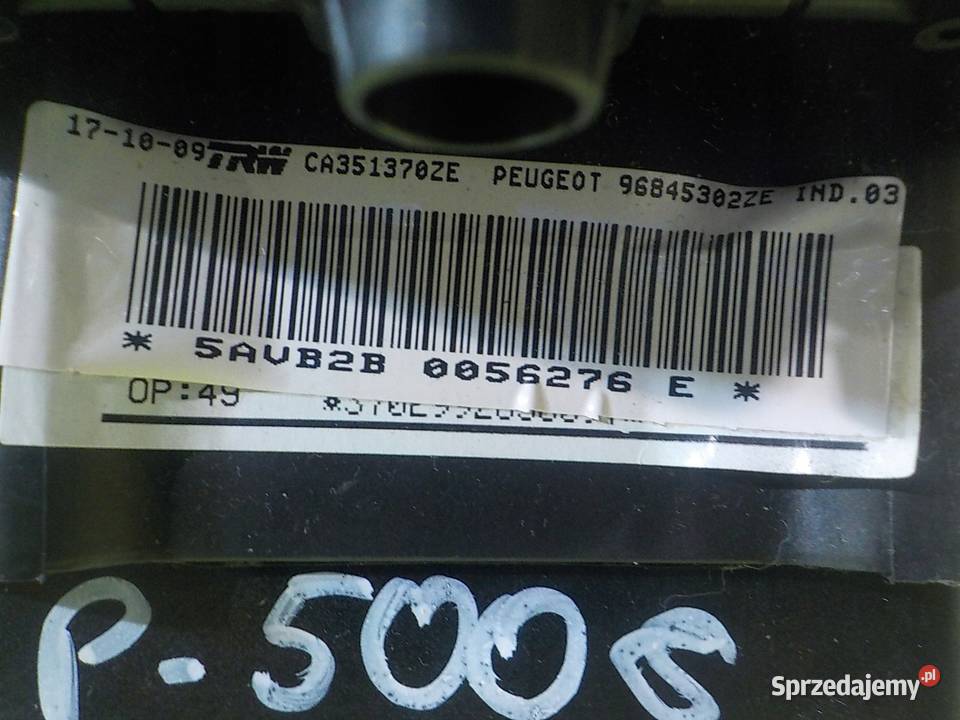 17-10-09 TRW CA351370ZE PEUGEOT 96845302ZE IND.03
* 5AVB2B 0056276 E *
OP:49
P-5008
Sprzedajemy.pl